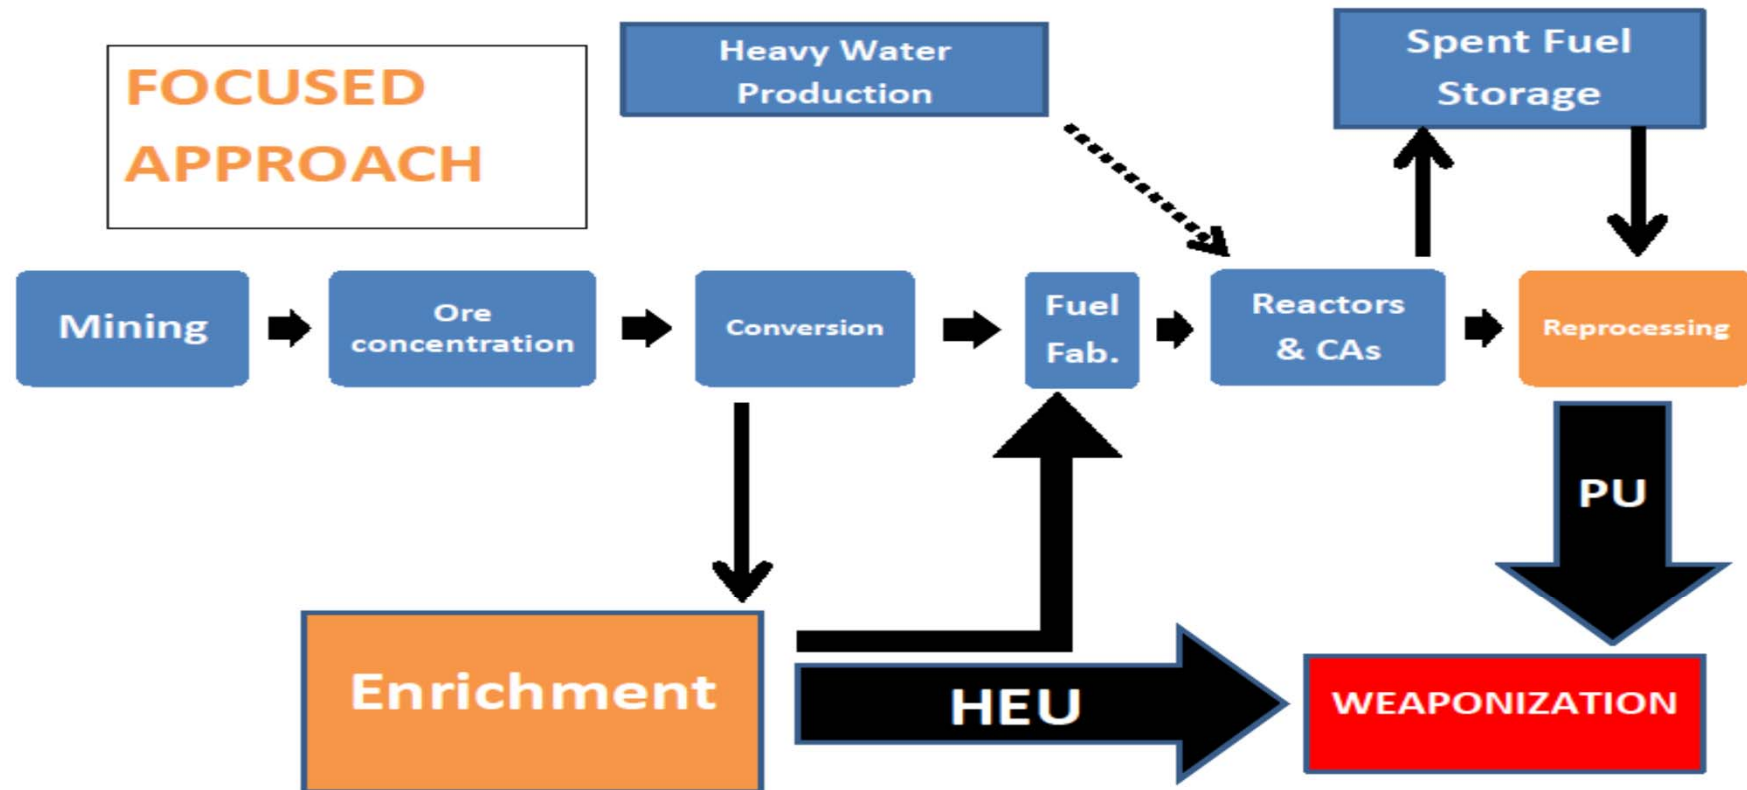 FOCUSED
APPROACH
Heavy Water
Production
Spent Fuel
Storage
Mining
Ore
concentration
Conversion
Fuel
Fab.
Reactors
& CAs
Reprocessing
PU
Enrichment
HEU
WEAPONIZATION